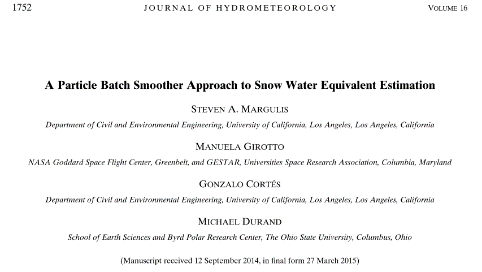 1752 JOURNAL OF HYDROMETEOROLOGY VOLUME 16
A Particle Batch Smoother Approach to Snow Water Equivalent Estimation
STEVEN A. MARGULIS
Department of Civil and Environmental Engineering, University of California, Los Angeles, Los Angeles, California
MANUELA GIROTTO
NASA Goddard Space Flight Center, Greenbelt, and GESTAR, Universities Space Research Association, Columbia, Maryland
GONZALO CORTÉS
Department of Civil and Environmental Engineering, University of California, Los Angeles, Los Angeles, California
MICHAEL DURAND
School of Earth Sciences and Byrd Polar Research Center, The Ohio State University, Columbus, Ohio
(Manuscript received 12 September 2014, in final form 27 March 2015)